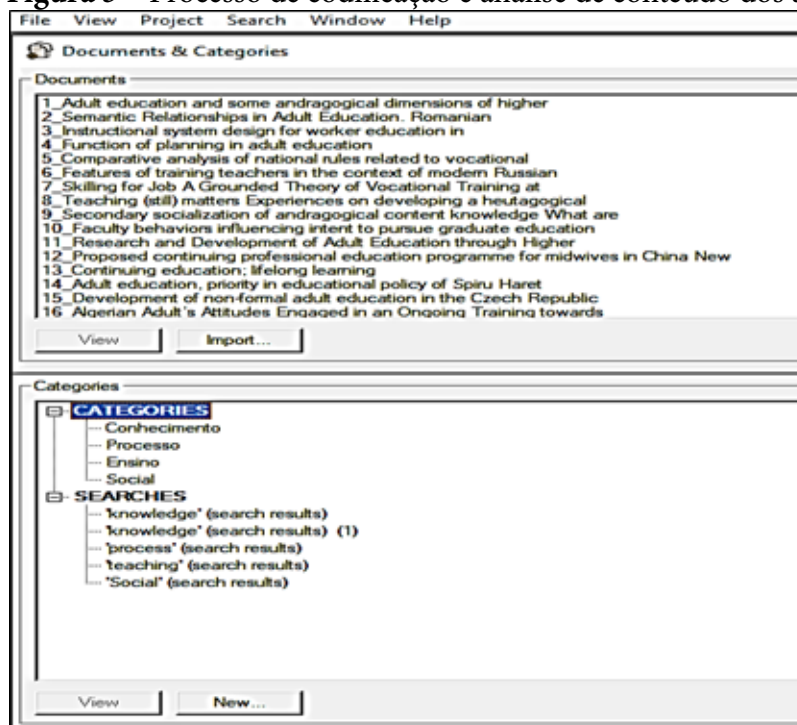 Figura 3 – Processo de codificação e análise de conteúdo dos
File View Project Search Window Help
Documents & Categories
Documents
1_Adult education and some andragogical dimensions of higher
2_Semantic Relationships in Adult Education. Romanian
3_Instructional system design for worker education in
4_Function of planning in adult education
5_Comparative analysis of national rules related to vocational
6_Features of training teachers in the context of modern Russian
7_Skilling for Job A Grounded Theory of Vocational Training at
8_Teaching (still) matters Experiences on developing a heutagogical
9_Secondary socialization of andragogical content knowledge What are
10_Faculty behaviors influencing intent to pursue graduate education
11_Research and Development of Adult Education through Higher
12_Proposed continuing professional education programme for midwives in China New
13_Continuing education; lifelong learning
14_Adult education, priority in educational policy of Spiru Haret
15_Development of non-formal adult education in the Czech Republic
16_Algerian Adult's Attitudes Engaged in an Ongoing Training towards
View Import...
Categories
CATEGORIES
Conhecimento
Processo
Ensino
Social
SEARCHES
'knowledge' (search results)
'knowledge' (search results) (1)
'process' (search results)
'teaching' (search results)
'Social' (search results)
View New...